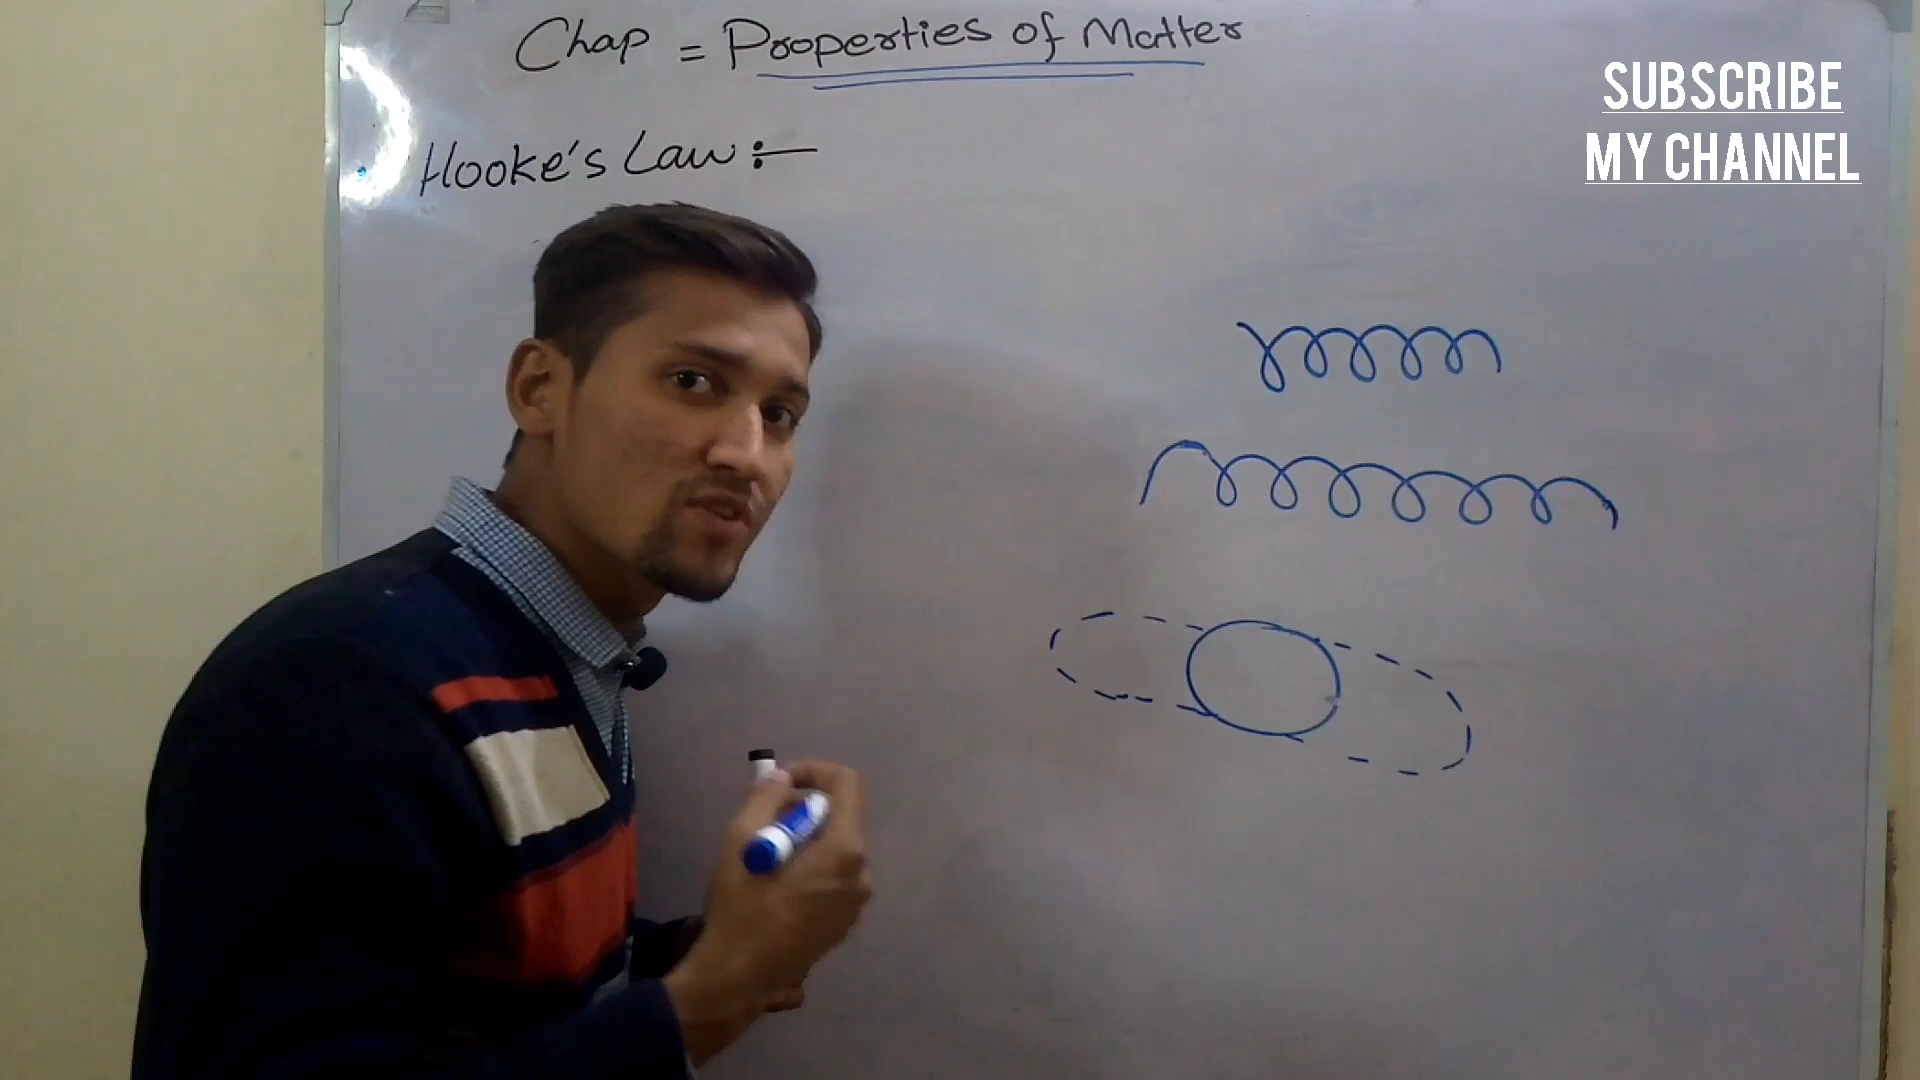 Chap = Properties of Matter
SUBSCRIBE
MY CHANNEL
Hooke's Law :-